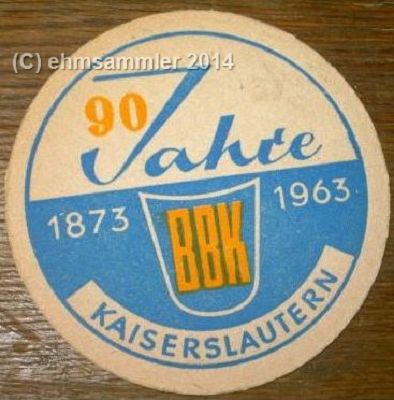 (C) ehmsammler 2014
90
Jahre
1873 1963
BBK
KAISERSLAUTERN